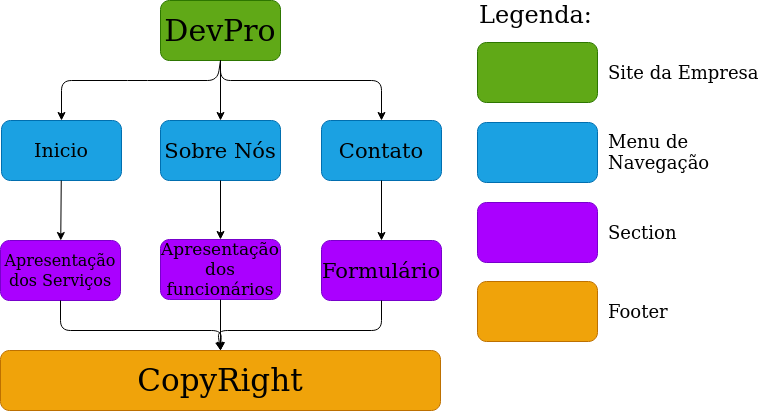 DevPro
Inicio
Sobre Nós
Contato
Apresentação
dos Serviços
Apresentação
dos
funcionários
Formulário
CopyRight
Legenda:
Site da Empresa
Menu de
Navegação
Section
Footer